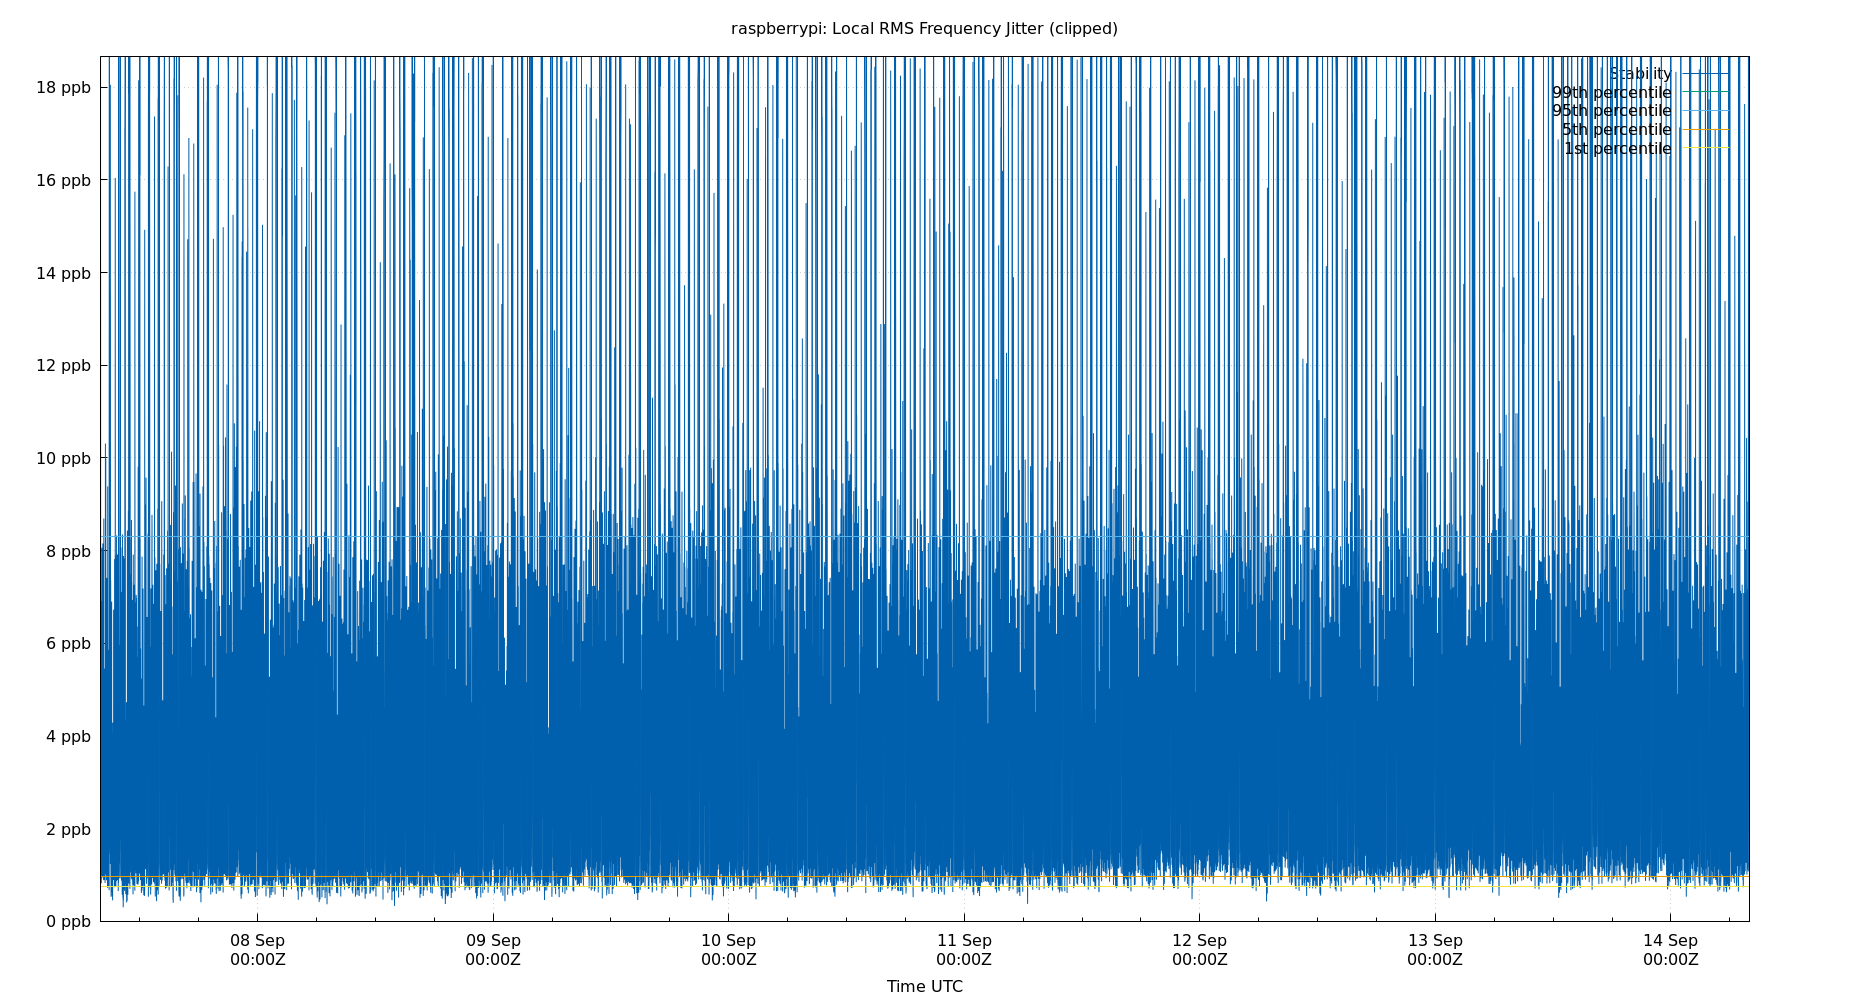 raspberrypi: Local RMS Frequency Jitter (clipped)
18 ppb
16 ppb
14 ppb
12 ppb
10 ppb
8 ppb
6 ppb
4 ppb
2 ppb
0 ppb
Stability
99th percentile
95th percentile
5th percentile
1st percentile
08 Sep
00:00Z
09 Sep
00:00Z
10 Sep
00:00Z
11 Sep
00:00Z
12 Sep
00:00Z
13 Sep
00:00Z
14 Sep
00:00Z
Time UTC